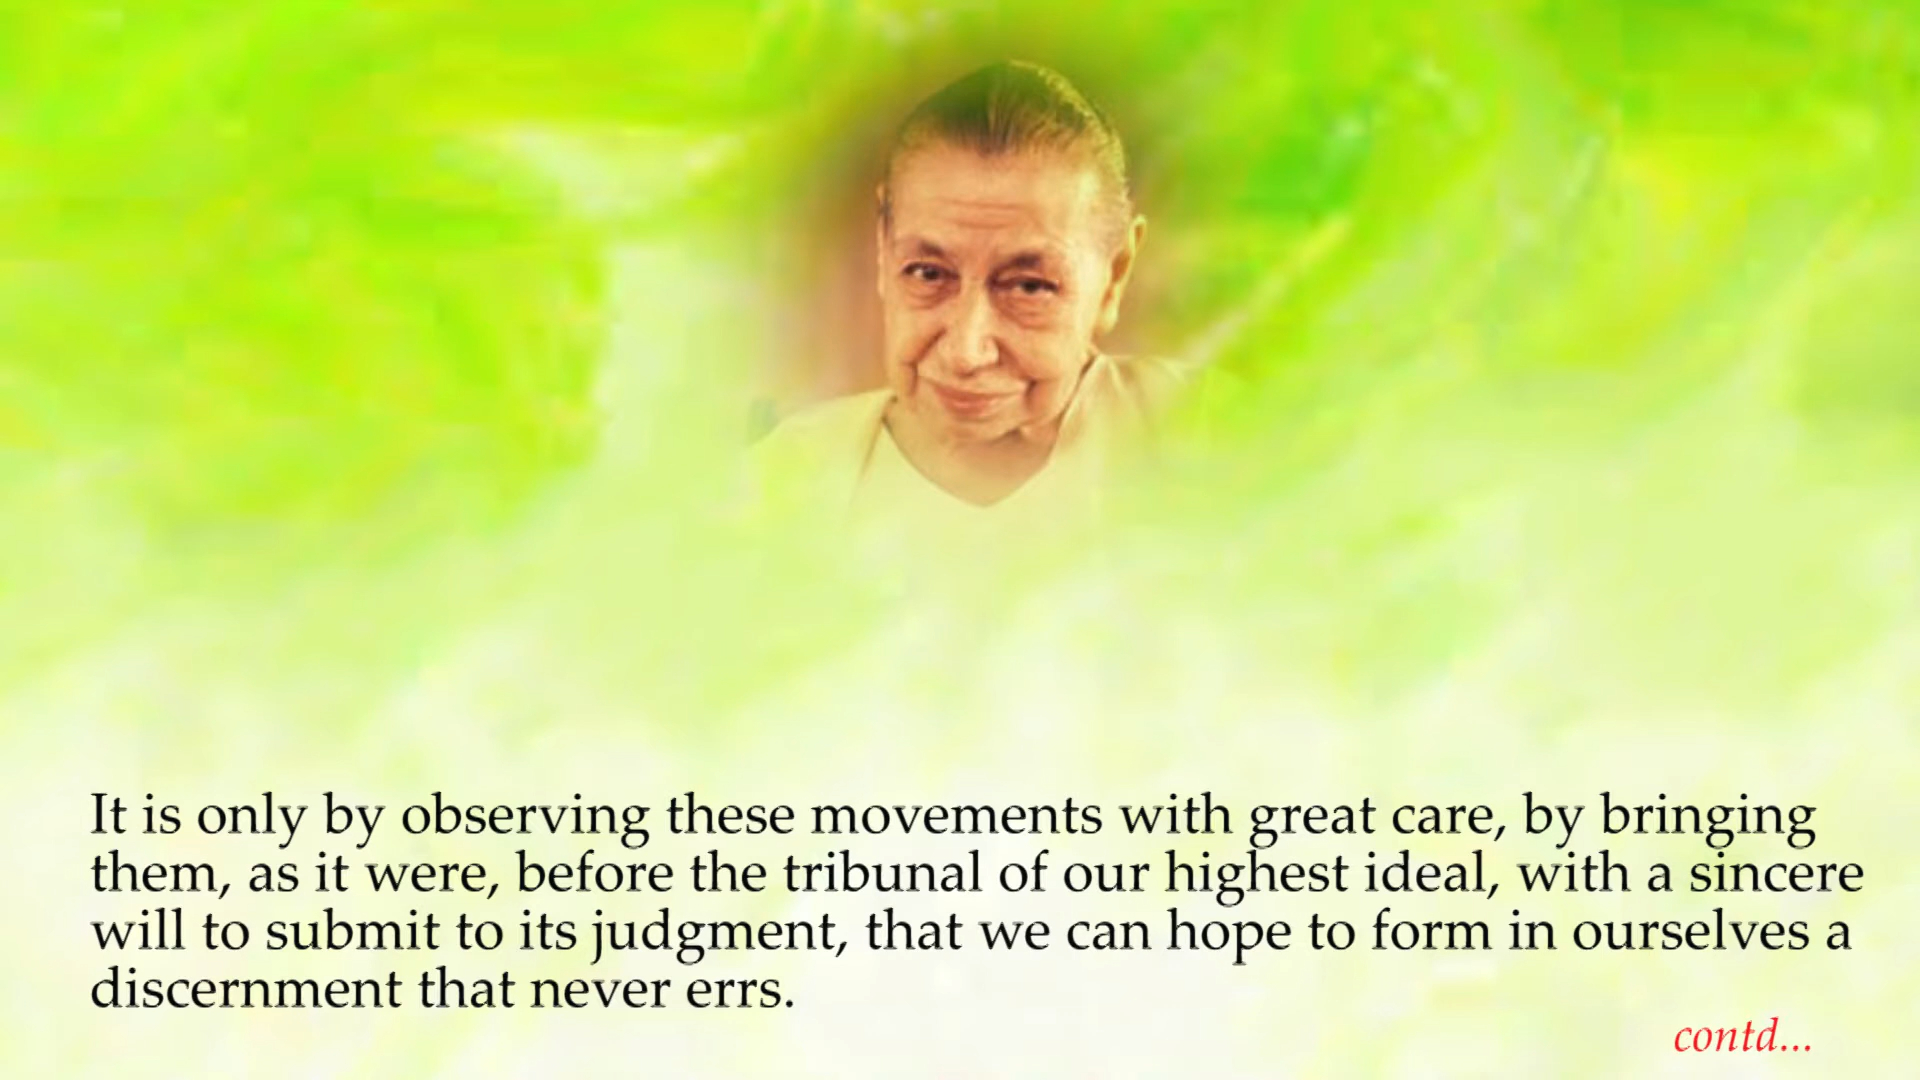 It is only by observing these movements with great care, by bringing
them, as it were, before the tribunal of our highest ideal, with a sincere
will to submit to its judgment, that we can hope to form in ourselves a
discernment that never errs.
contd...